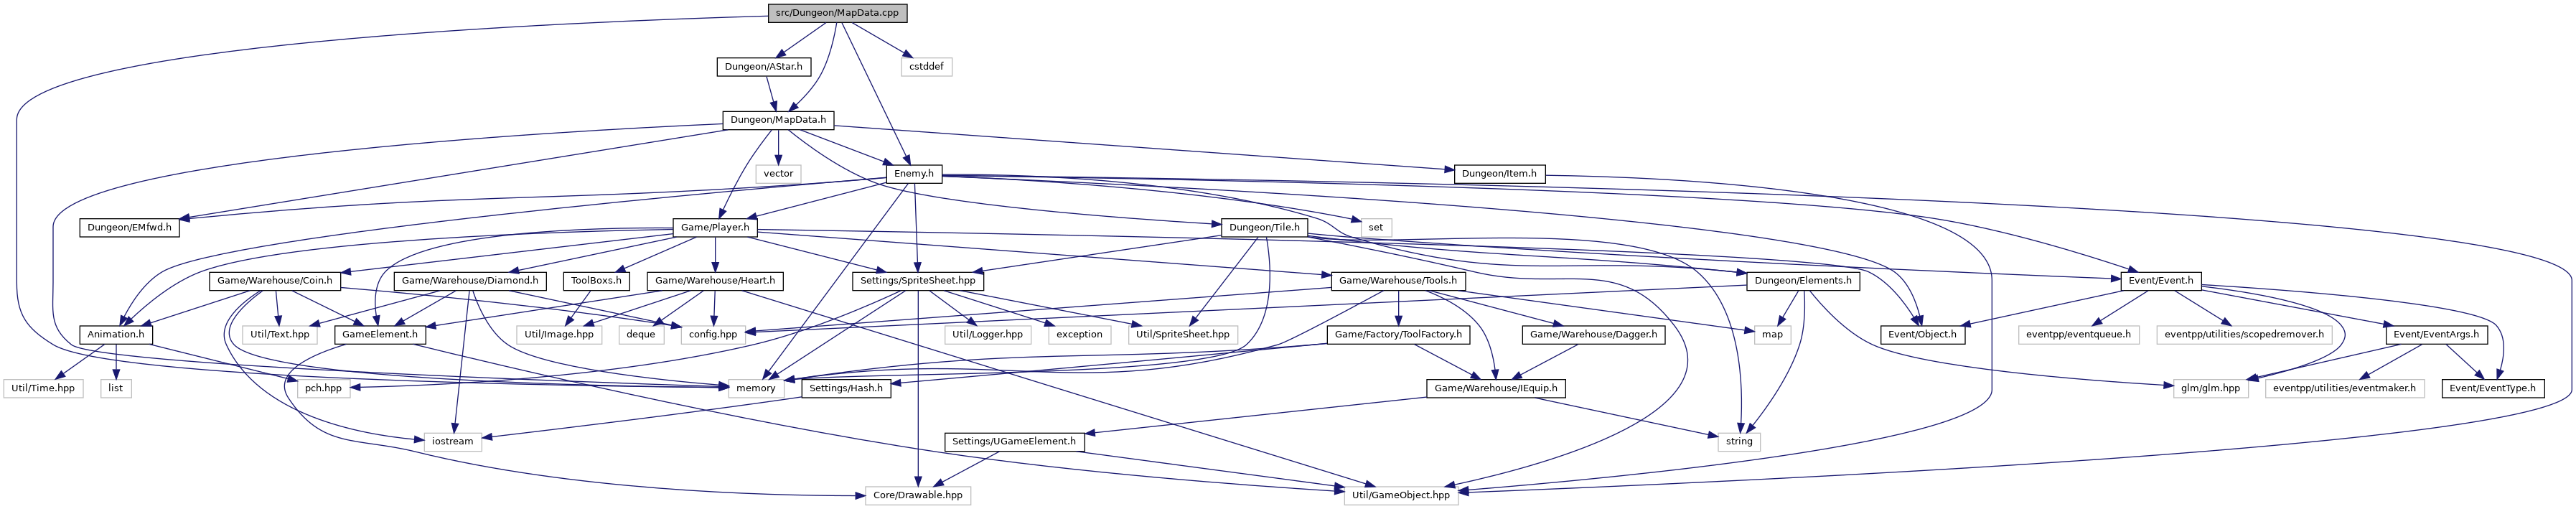 src/Dungeon/MapData.cpp
Dungeon/AStar.h
cstddef
Dungeon/MapData.h
vector
Enemy.h
Dungeon/Item.h
Dungeon/EMfwd.h
Game/Player.h
Dungeon/Tile.h
set
Game/Warehouse/Coin.h
Game/Warehouse/Diamond.h
ToolBoxs.h
Game/Warehouse/Heart.h
Settings/SpriteSheet.hpp
Game/Warehouse/Tools.h
Dungeon/Elements.h
Event/Event.h
Animation.h
Util/Text.hpp
GameElement.h
Util/Image.hpp
deque
config.hpp
Util/Logger.hpp
exception
Util/SpriteSheet.hpp
Game/Factory/ToolFactory.h
Game/Warehouse/Dagger.h
map
Event/Object.h
eventpp/eventqueue.h
eventpp/utilities/scopedremover.h
Event/EventArgs.h
Util/Time.hpp
list
pch.hpp
memory
Settings/Hash.h
Game/Warehouse/IEquip.h
glm/glm.hpp
eventpp/utilities/eventmaker.h
Event/EventType.h
iostream
Settings/UGameElement.h
string
Core/Drawable.hpp
Util/GameObject.hpp